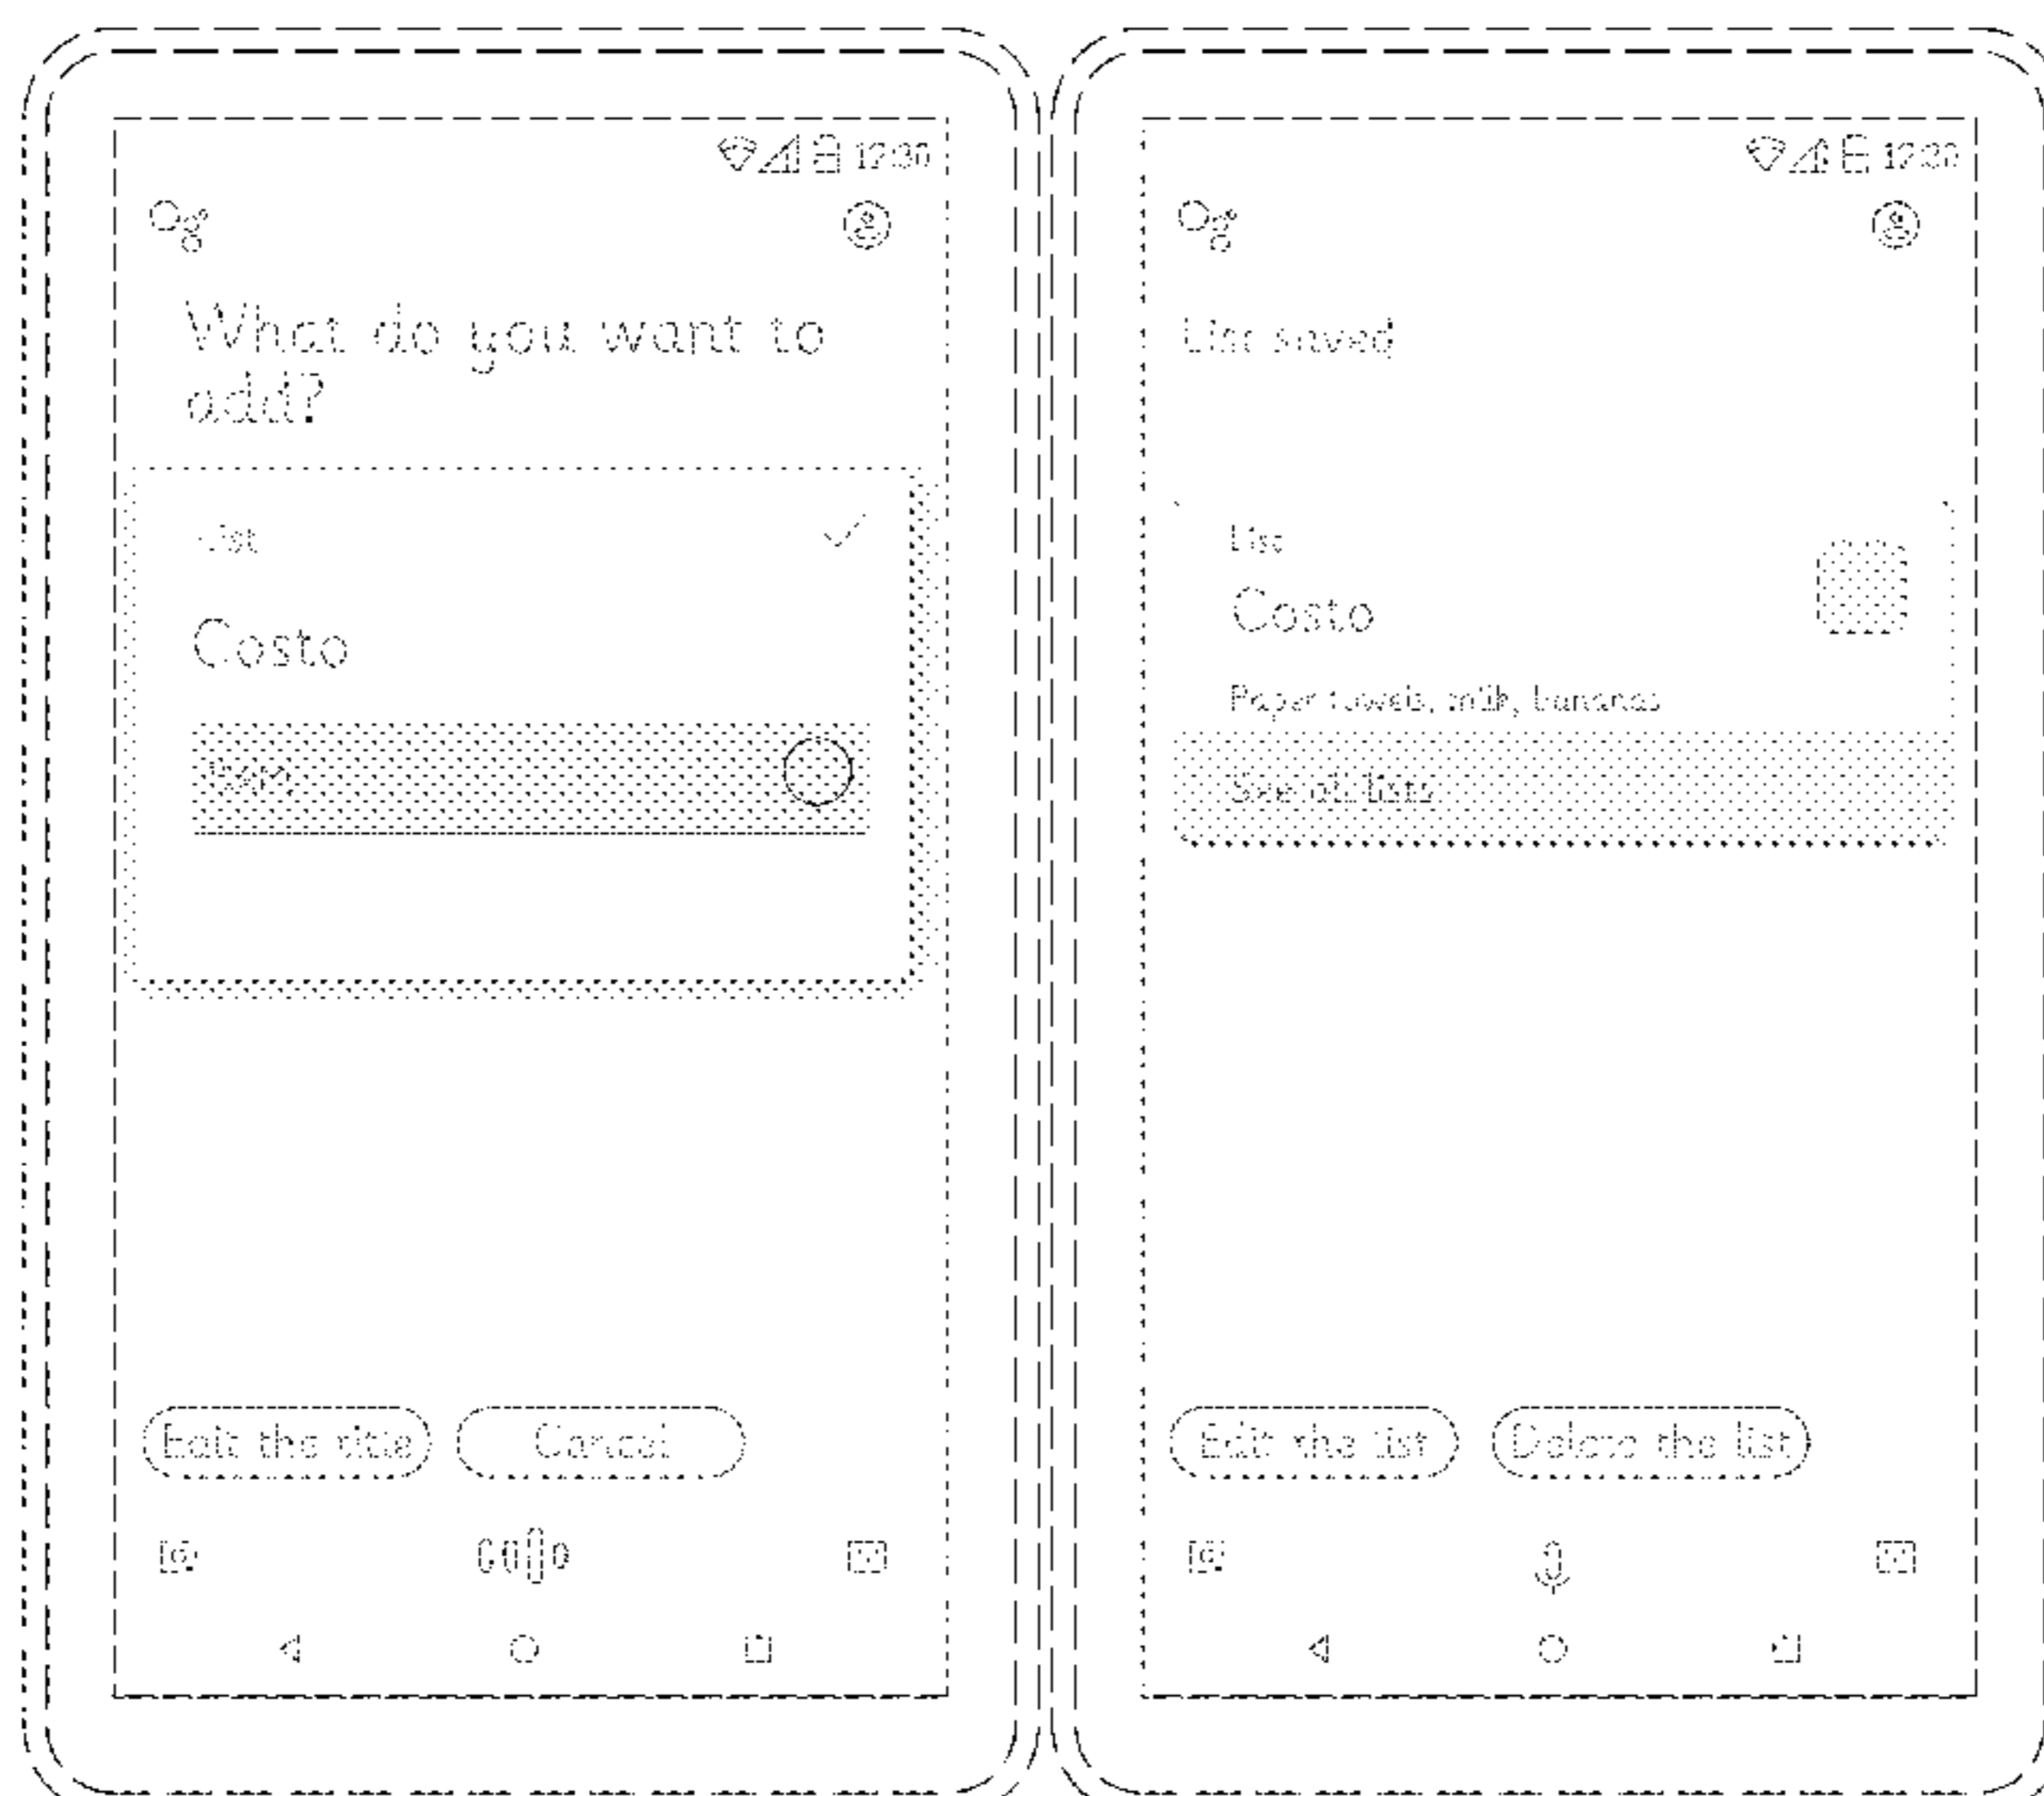 12:30
What do you want to
add?
List
Costo
Edit the title
Cancel
12:30
List saved
List
Costo
Paper towels, milk, bananas
See all lists
Edit the list
Delete the list